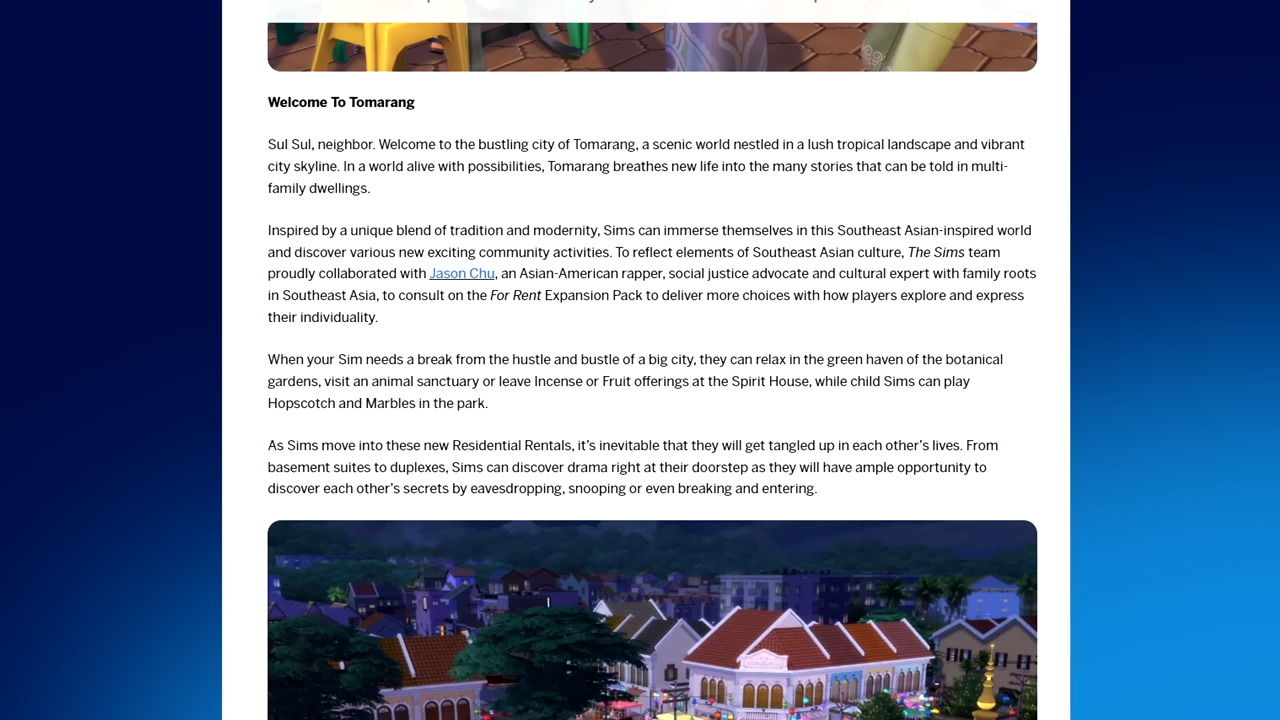 Welcome To Tomarang
Sul Sul, neighbor. Welcome to the bustling city of Tomarang, a scenic world nestled in a lush tropical landscape and vibrant
city skyline. In a world alive with possibilities, Tomarang breathes new life into the many stories that can be told in multi-
family dwellings.
Inspired by a unique blend of tradition and modernity, Sims can immerse themselves in this Southeast Asian-inspired world
and discover various new exciting community activities. To reflect elements of Southeast Asian culture, The Sims team
proudly collaborated with Jason Chu, an Asian-American rapper, social justice advocate and cultural expert with family roots
in Southeast Asia, to consult on the For Rent Expansion Pack to deliver more choices with how players explore and express
their individuality.
When your Sim needs a break from the hustle and bustle of a big city, they can relax in the green haven of the botanical
gardens, visit an animal sanctuary or leave Incense or Fruit offerings at the Spirit House, while child Sims can play
Hopscotch and Marbles in the park.
As Sims move into these new Residential Rentals, it’s inevitable that they will get tangled up in each other’s lives. From
basement suites to duplexes, Sims can discover drama right at their doorstep as they will have ample opportunity to
discover each other’s secrets by eavesdropping, snooping or even breaking and entering.